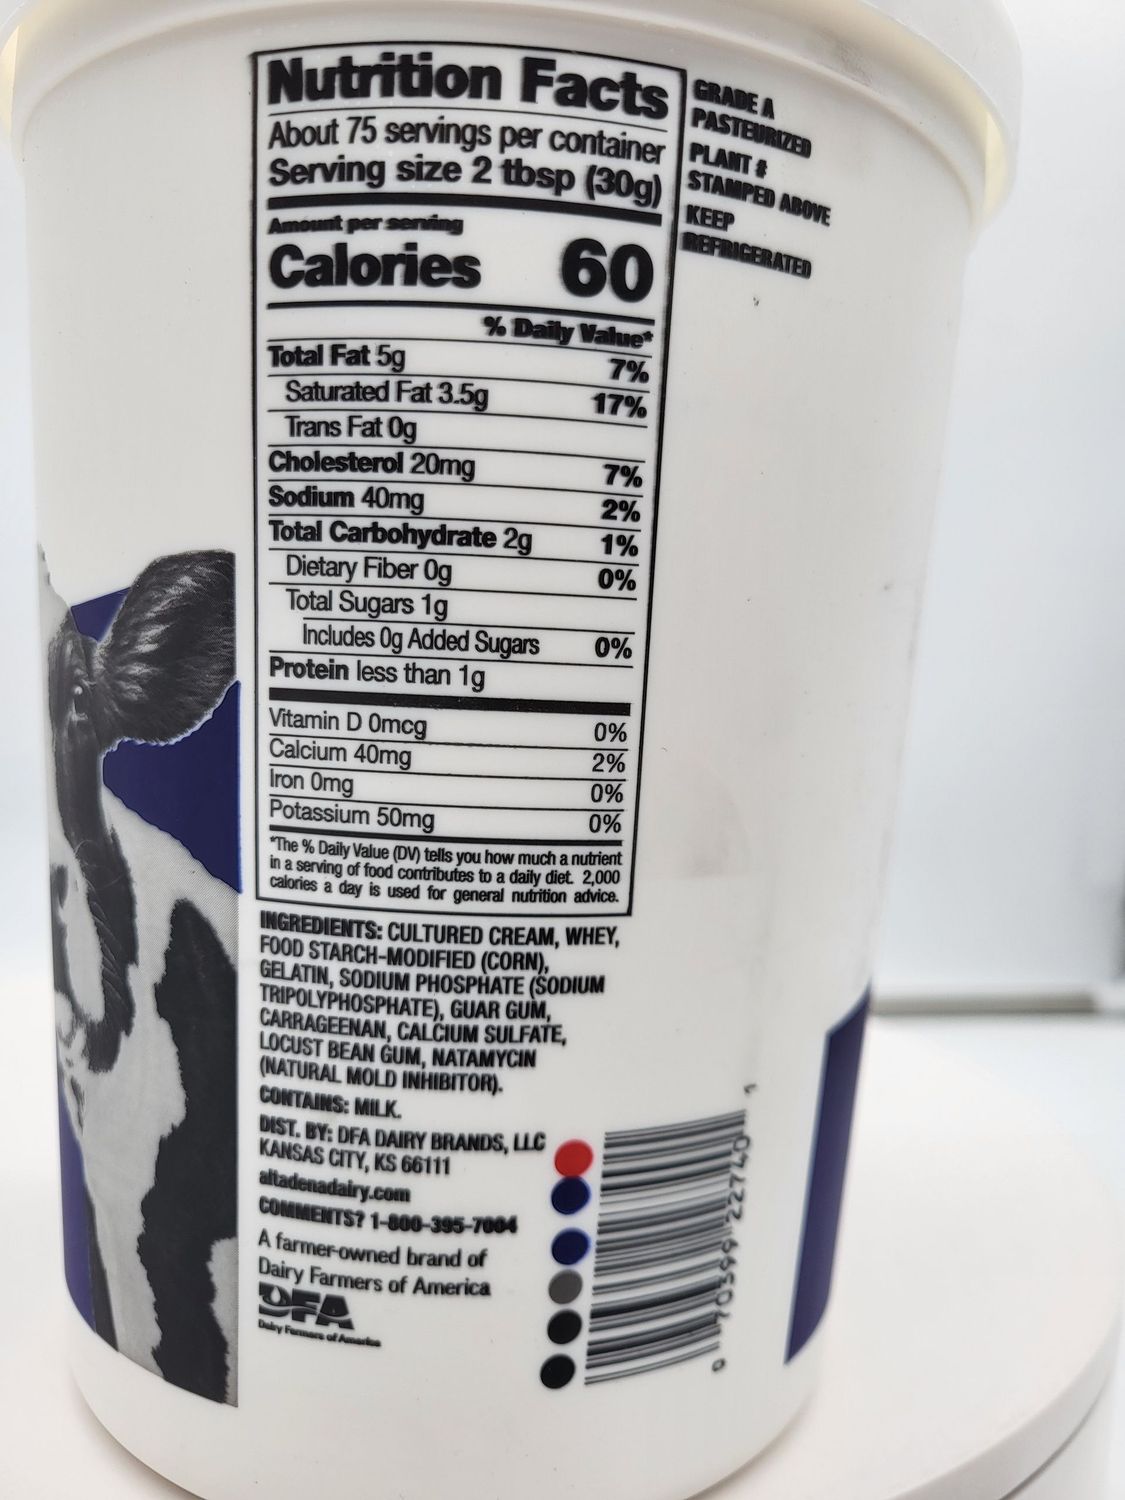 Nutrition Facts
About 75 servings per container
Serving size 2 tbsp (30g)
Amount per serving
Calories 60
% Daily Value*
Total Fat 5g 7%
Saturated Fat 3.5g 17%
Trans Fat 0g
Cholesterol 20mg 7%
Sodium 40mg 2%
Total Carbohydrate 2g 1%
Dietary Fiber 0g 0%
Total Sugars 1g
Includes 0g Added Sugars 0%
Protein less than 1g
Vitamin D 0mcg 0%
Calcium 40mg 2%
Iron 0mg 0%
Potassium 50mg 0%
*The % Daily Value (DV) tells you how much a nutrient
in a serving of food contributes to a daily diet. 2,000
calories a day is used for general nutrition advice.
GRADE A
PASTEURIZED
PLANT #
STAMPED ABOVE
KEEP
REFRIGERATED
INGREDIENTS: CULTURED CREAM, WHEY,
FOOD STARCH-MODIFIED (CORN),
GELATIN, SODIUM PHOSPHATE (SODIUM
TRIPOLYPHOSPHATE), GUAR GUM,
CARRAGEENAN, CALCIUM SULFATE,
LOCUST BEAN GUM, NATAMYCIN
(NATURAL MOLD INHIBITOR).
CONTAINS: MILK.
DIST. BY: DFA DAIRY BRANDS, LLC
KANSAS CITY, KS 66111
altadenadairy.com
COMMENTS? 1-800-395-7004
A farmer-owned brand of
Dairy Farmers of America
DFA
Dairy Farmers of America
0 70399 22740 1